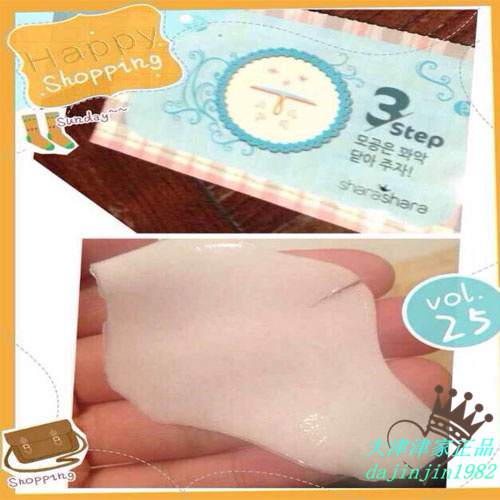 Happy
Shopping
Sunday~~
3
Step
모공은 꽈악
닫아 주자!
sharashara
vol.
25
Shopping
大津津家正品
dajinjin1982